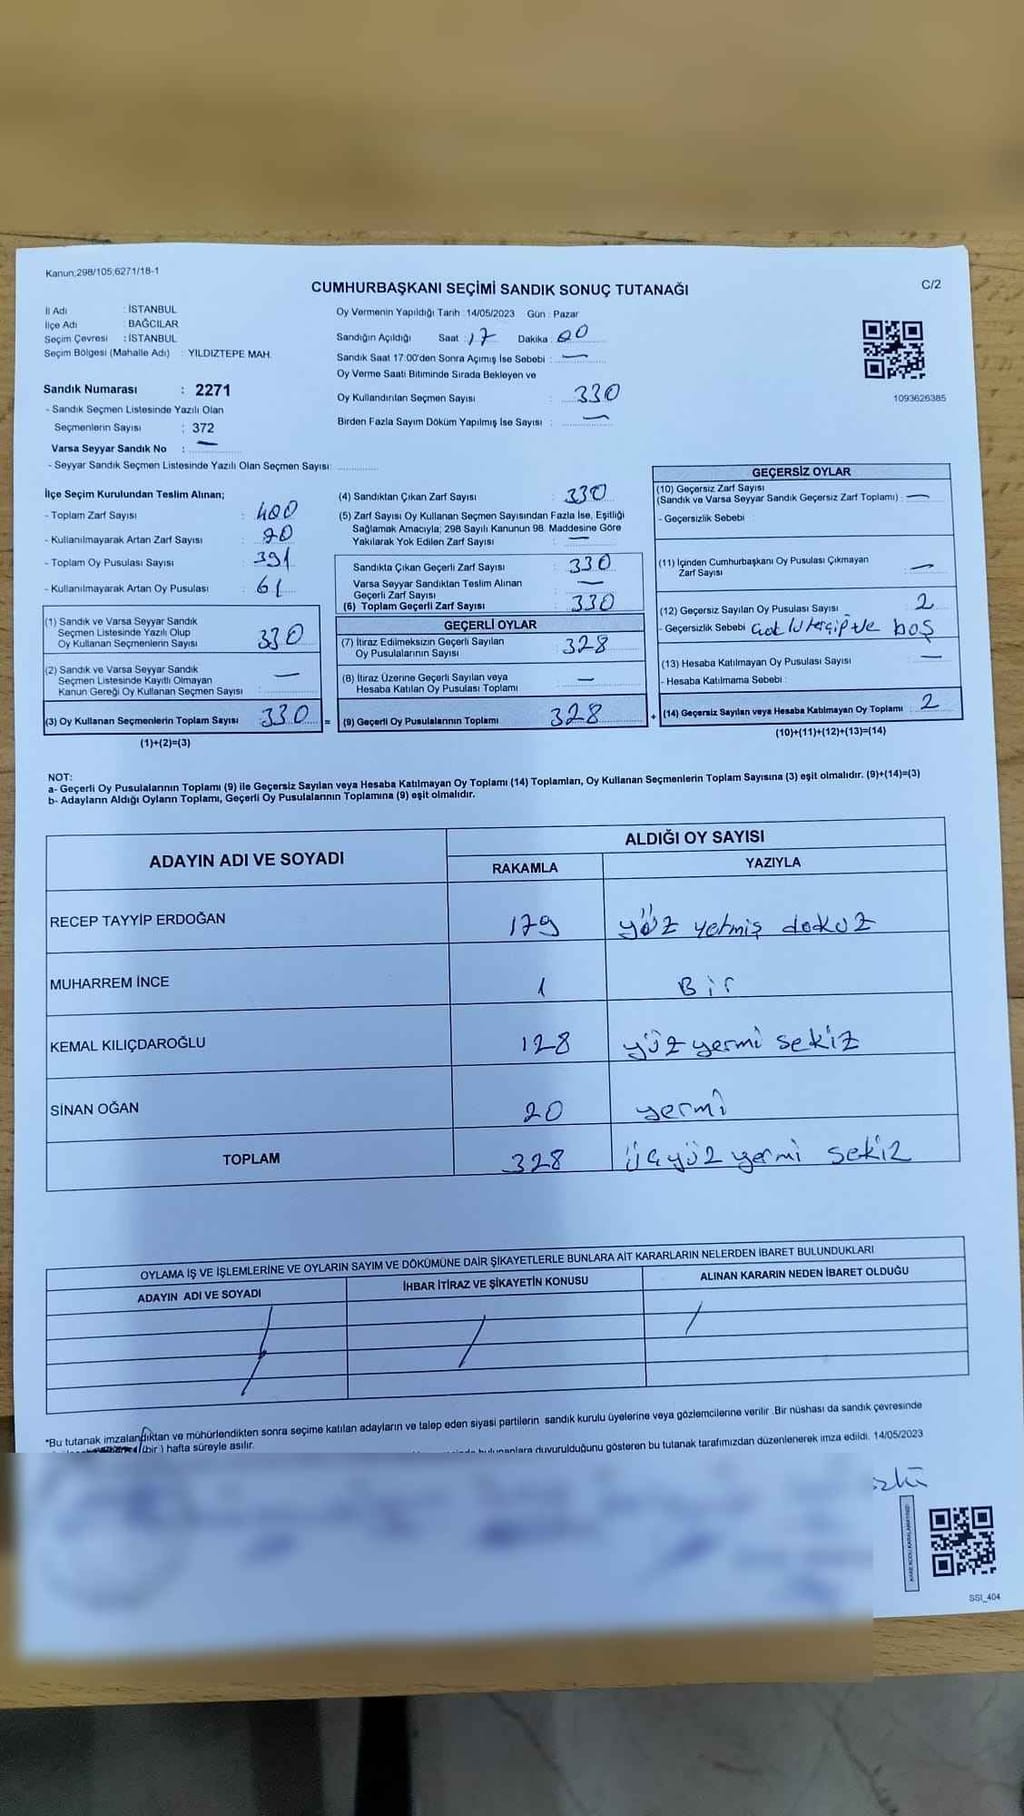 Kanun;298/105,6271/18-1
CUMHURBAŞKANI SEÇİMİ SANDIK SONUÇ TUTANAĞI
C/2
İl Adı : İSTANBUL
İlçe Adı : BAĞCILAR
Seçim Çevresi : İSTANBUL
Seçim Bölgesi (Mahalle Adı) : YILDIZTEPE MAH.
Oy Vermenin Yapıldığı Tarih :14/05/2023 Gün : Pazar
Sandığın Açıldığı Saat : 17 Dakika : 00
Sandık Saat 17:00'den Sonra Açımış İse Sebebi : —
Oy Verme Saati Bitiminde Sırada Bekleyen ve
Oy Kullandırılan Seçmen Sayısı : 330
Birden Fazla Sayım Döküm Yapılmış İse Sayısı : —
1093626385
Sandık Numarası : 2271
- Sandık Seçmen Listesinde Yazılı Olan
Seçmenlerin Sayısı : 372
Varsa Seyyar Sandık No : —
- Seyyar Sandık Seçmen Listesinde Yazılı Olan Seçmen Sayısı:
İlçe Seçim Kurulundan Teslim Alınan;
- Toplam Zarf Sayısı : 400
- Kullanılmayarak Artan Zarf Sayısı : 70
- Toplam Oy Pusulası Sayısı : 391
- Kullanılmayarak Artan Oy Pusulası : 61
(1) Sandık ve Varsa Seyyar Sandık
Seçmen Listesinde Yazılı Olup
Oy Kullanan Seçmenlerin Sayısı : 330
(2) Sandık ve Varsa Seyyar Sandık
Seçmen Listesinde Kayıtlı Olmayan
Kanun Gereği Oy Kullanan Seçmen Sayısı : —
(3) Oy Kullanan Seçmenlerin Toplam Sayısı : 330 =
(1)+(2)=(3)
(4) Sandıktan Çıkan Zarf Sayısı : 330
(5) Zarf Sayısı Oy Kullanan Seçmen Sayısından Fazla İse, Eşitliği
Sağlamak Amacıyla; 298 Sayılı Kanunun 98. Maddesine Göre
Yakılarak Yok Edilen Zarf Sayısı : —
Sandıkta Çıkan Geçerli Zarf Sayısı : 330
Varsa Seyyar Sandıktan Teslim Alınan
Geçerli Zarf Sayısı : —
(6) Toplam Geçerli Zarf Sayısı : 330
GEÇERLİ OYLAR
(7) İtiraz Edilmeksizin Geçerli Sayılan
Oy Pusulalarının Sayısı : 328
(8) İtiraz Üzerine Geçerli Sayılan veya
Hesaba Katılan Oy Pusulası Toplamı : —
(9) Geçerli Oy Pusulalarının Toplamı : 328 +
GEÇERSİZ OYLAR
(10) Geçersiz Zarf Sayısı
(Sandık ve Varsa Seyyar Sandık Geçersiz Zarf Toplamı) : —
- Geçersizlik Sebebi
(11) İçinden Cumhurbaşkanı Oy Pusulası Çıkmayan
Zarf Sayısı : —
(12) Geçersiz Sayılan Oy Pusulası Sayısı : 2
- Geçersizlik Sebebi boş
(13) Hesaba Katılmayan Oy Pusulası Sayısı : —
- Hesaba Katılmama Sebebi :
(14) Geçersiz Sayılan veya Hesaba Katılmayan Oy Toplamı : 2
(10)+(11)+(12)+(13)=(14)
NOT:
a- Geçerli Oy Pusulalarının Toplamı (9) ile Geçersiz Sayılan veya Hesaba Katılmayan Oy Toplamı (14) Toplamları, Oy Kullanan Seçmenlerin Toplam Sayısına (3) eşit olmalıdır. (9)+(14)=(3)
b- Adayların Aldığı Oyların Toplamı, Geçerli Oy Pusulalarının Toplamına (9) eşit olmalıdır.
ADAYIN ADI VE SOYADI
ALDIĞI OY SAYISI
RAKAMLA YAZIYLA
RECEP TAYYİP ERDOĞAN 179 yüz yetmiş dokuz
MUHARREM İNCE 1 Bir
KEMAL KILIÇDAROĞLU 128 yüz yermi sekiz
SİNAN OĞAN 20 yermi
TOPLAM 328 üçyüz yermi sekiz
OYLAMA İŞ VE İŞLEMLERİNE VE OYLARIN SAYIM VE DÖKÜMÜNE DAİR ŞİKAYETLERLE BUNLARA AİT KARARLARIN NELERDEN İBARET BULUNDUKLARI
ADAYIN ADI VE SOYADI İHBAR İTİRAZ VE ŞİKAYETİN KONUSU ALINAN KARARIN NEDEN İBARET OLDUĞU
*Bu tutanak imzalandıktan ve mühürlendikten sonra seçime katılan adayların ve talep eden siyasi partilerin sandık kurulu üyelerine veya gözlemcilerine verilir .Bir nüshası da sandık çevresinde
(bir ) hafta süreyle asılır.
bulunanlara duyurulduğunu gösteren bu tutanak tarafımızdan düzenlenerek imza edildi. 14/05/2023
SSI_404